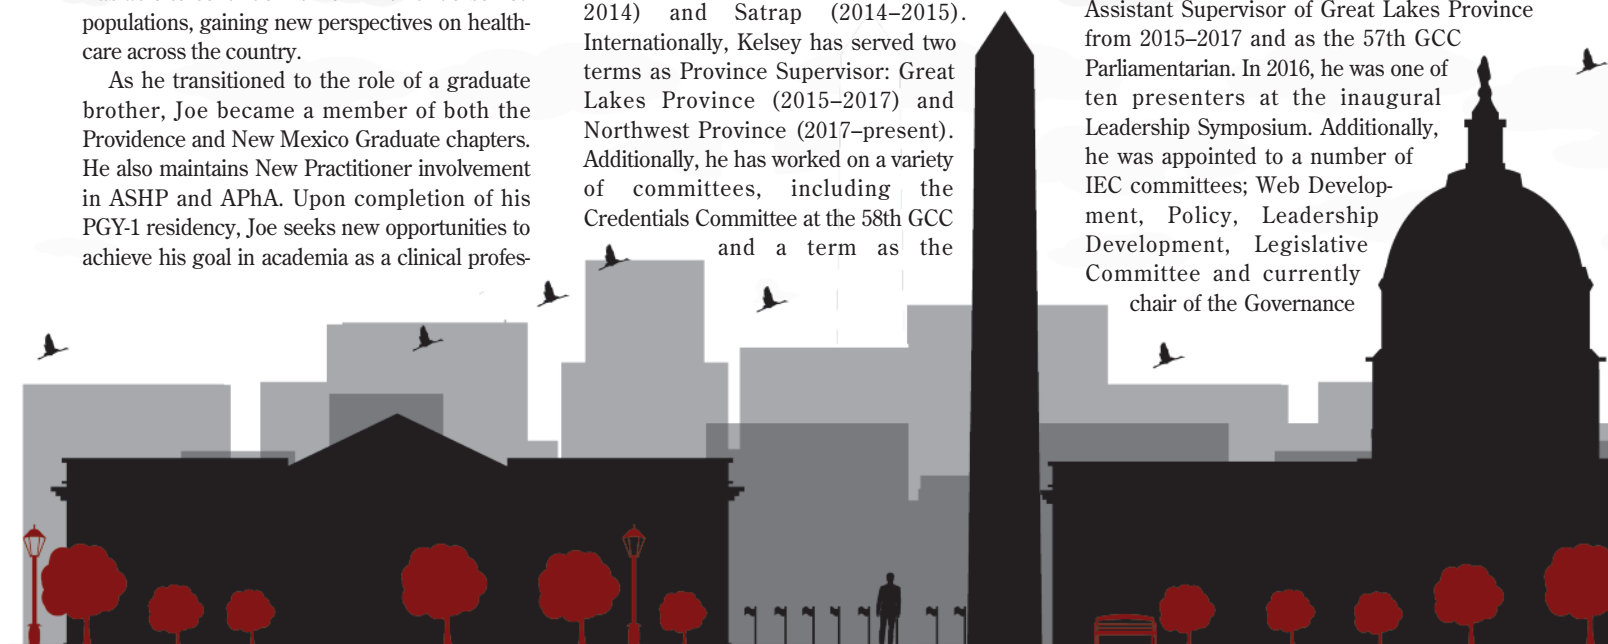 populations, gaining new perspectives on health-
care across the country.
As he transitioned to the role of a graduate
brother, Joe became a member of both the
Providence and New Mexico Graduate chapters.
He also maintains New Practitioner involvement
in ASHP and APhA. Upon completion of his
PGY-1 residency, Joe seeks new opportunities to
achieve his goal in academia as a clinical profes-
2014) and Satrap (2014–2015).
Internationally, Kelsey has served two
terms as Province Supervisor: Great
Lakes Province (2015–2017) and
Northwest Province (2017–present).
Additionally, he has worked on a variety
of committees, including the
Credentials Committee at the 58th GCC
and a term as the
Assistant Supervisor of Great Lakes Province
from 2015–2017 and as the 57th GCC
Parliamentarian. In 2016, he was one of
ten presenters at the inaugural
Leadership Symposium. Additionally,
he was appointed to a number of
IEC committees; Web Develop-
ment, Policy, Leadership
Development, Legislative
Committee and currently
chair of the Governance